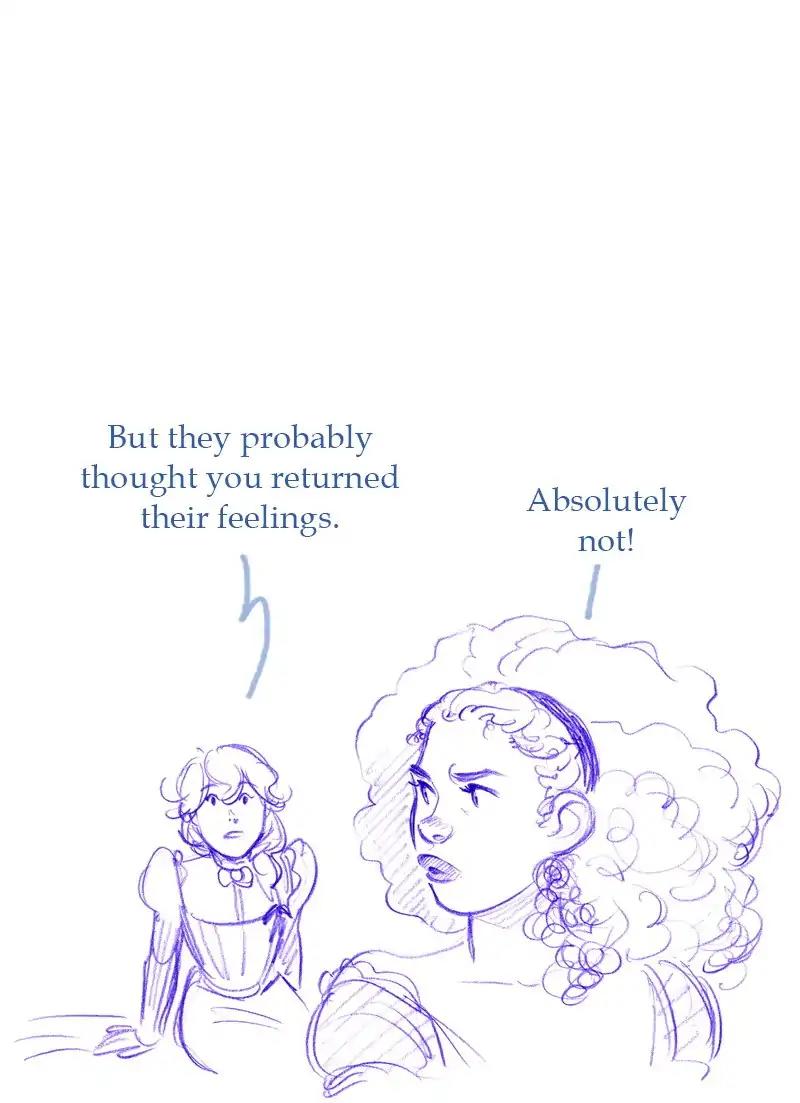 But they probably
thought you returned
their feelings.
Absolutely
not!